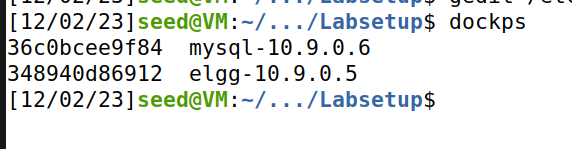 [12/02/23]seed@VM:~/.../Labsetup$ dockps
36c0bcee9f84  mysql-10.9.0.6
348940d86912  elgg-10.9.0.5
[12/02/23]seed@VM:~/.../Labsetup$